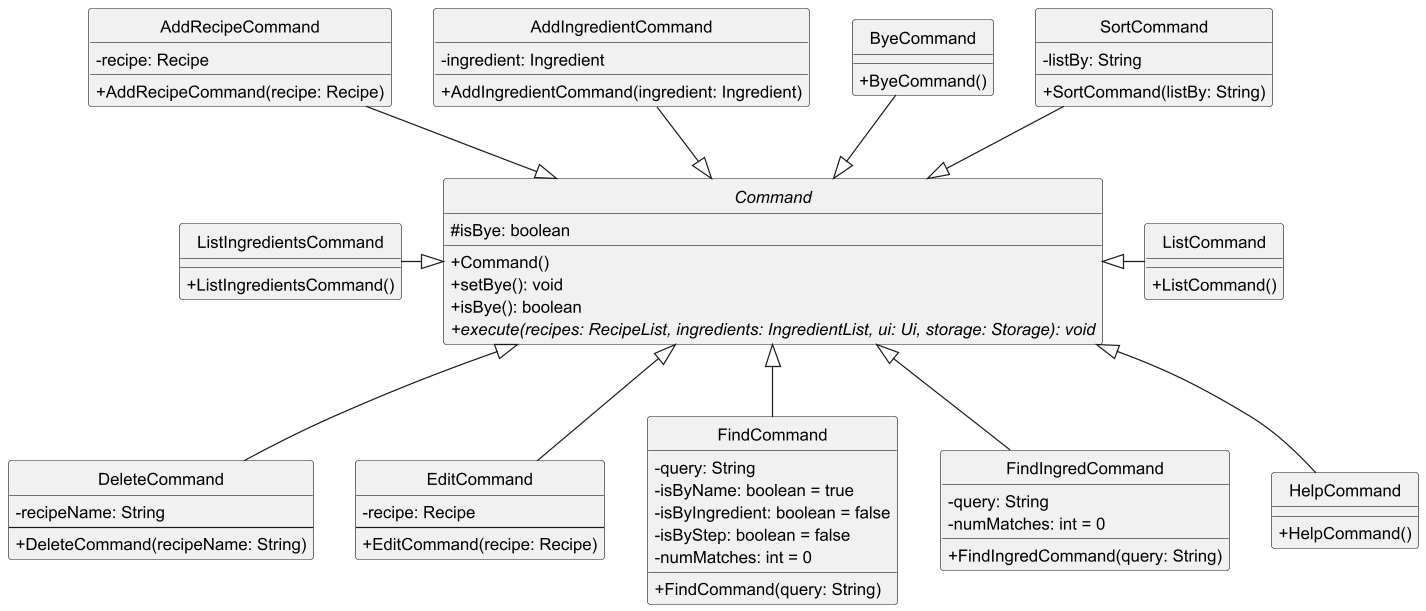 AddRecipeCommand
-recipe: Recipe
+AddRecipeCommand(recipe: Recipe)
AddIngredientCommand
-ingredient: Ingredient
+AddIngredientCommand(ingredient: Ingredient)
ByeCommand
+ByeCommand()
SortCommand
-listBy: String
+SortCommand(listBy: String)
ListIngredientsCommand
+ListIngredientsCommand()
Command
#isBye: boolean
+Command()
+setBye(): void
+isBye(): boolean
+execute(recipes: RecipeList, ingredients: IngredientList, ui: Ui, storage: Storage): void
ListCommand
+ListCommand()
DeleteCommand
-recipeName: String
+DeleteCommand(recipeName: String)
EditCommand
-recipe: Recipe
+EditCommand(recipe: Recipe)
FindCommand
-query: String
-isByName: boolean = true
-isByIngredient: boolean = false
-isByStep: boolean = false
-numMatches: int = 0
+FindCommand(query: String)
FindIngredCommand
-query: String
-numMatches: int = 0
+FindIngredCommand(query: String)
HelpCommand
+HelpCommand()